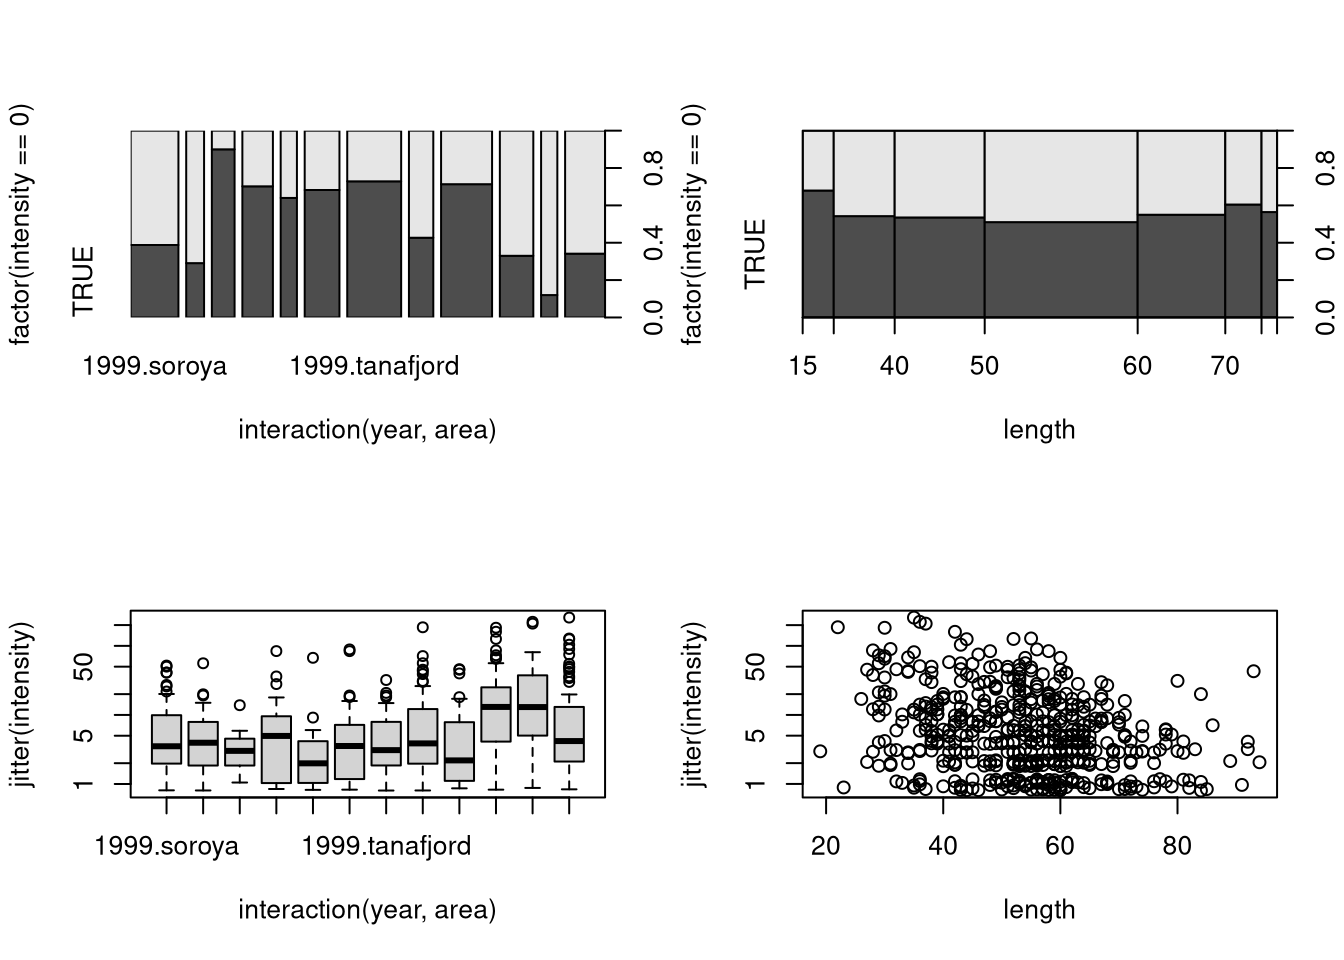 factor(intensity == 0)
TRUE
0.0 0.4 0.8
1999.soroya 1999.tanafjord
interaction(year, area)
factor(intensity == 0)
TRUE
0.0 0.4 0.8
15 40 50 60 70
length
jitter(intensity)
1 5 50
1999.soroya 1999.tanafjord
interaction(year, area)
jitter(intensity)
1 5 50
20 40 60 80
length